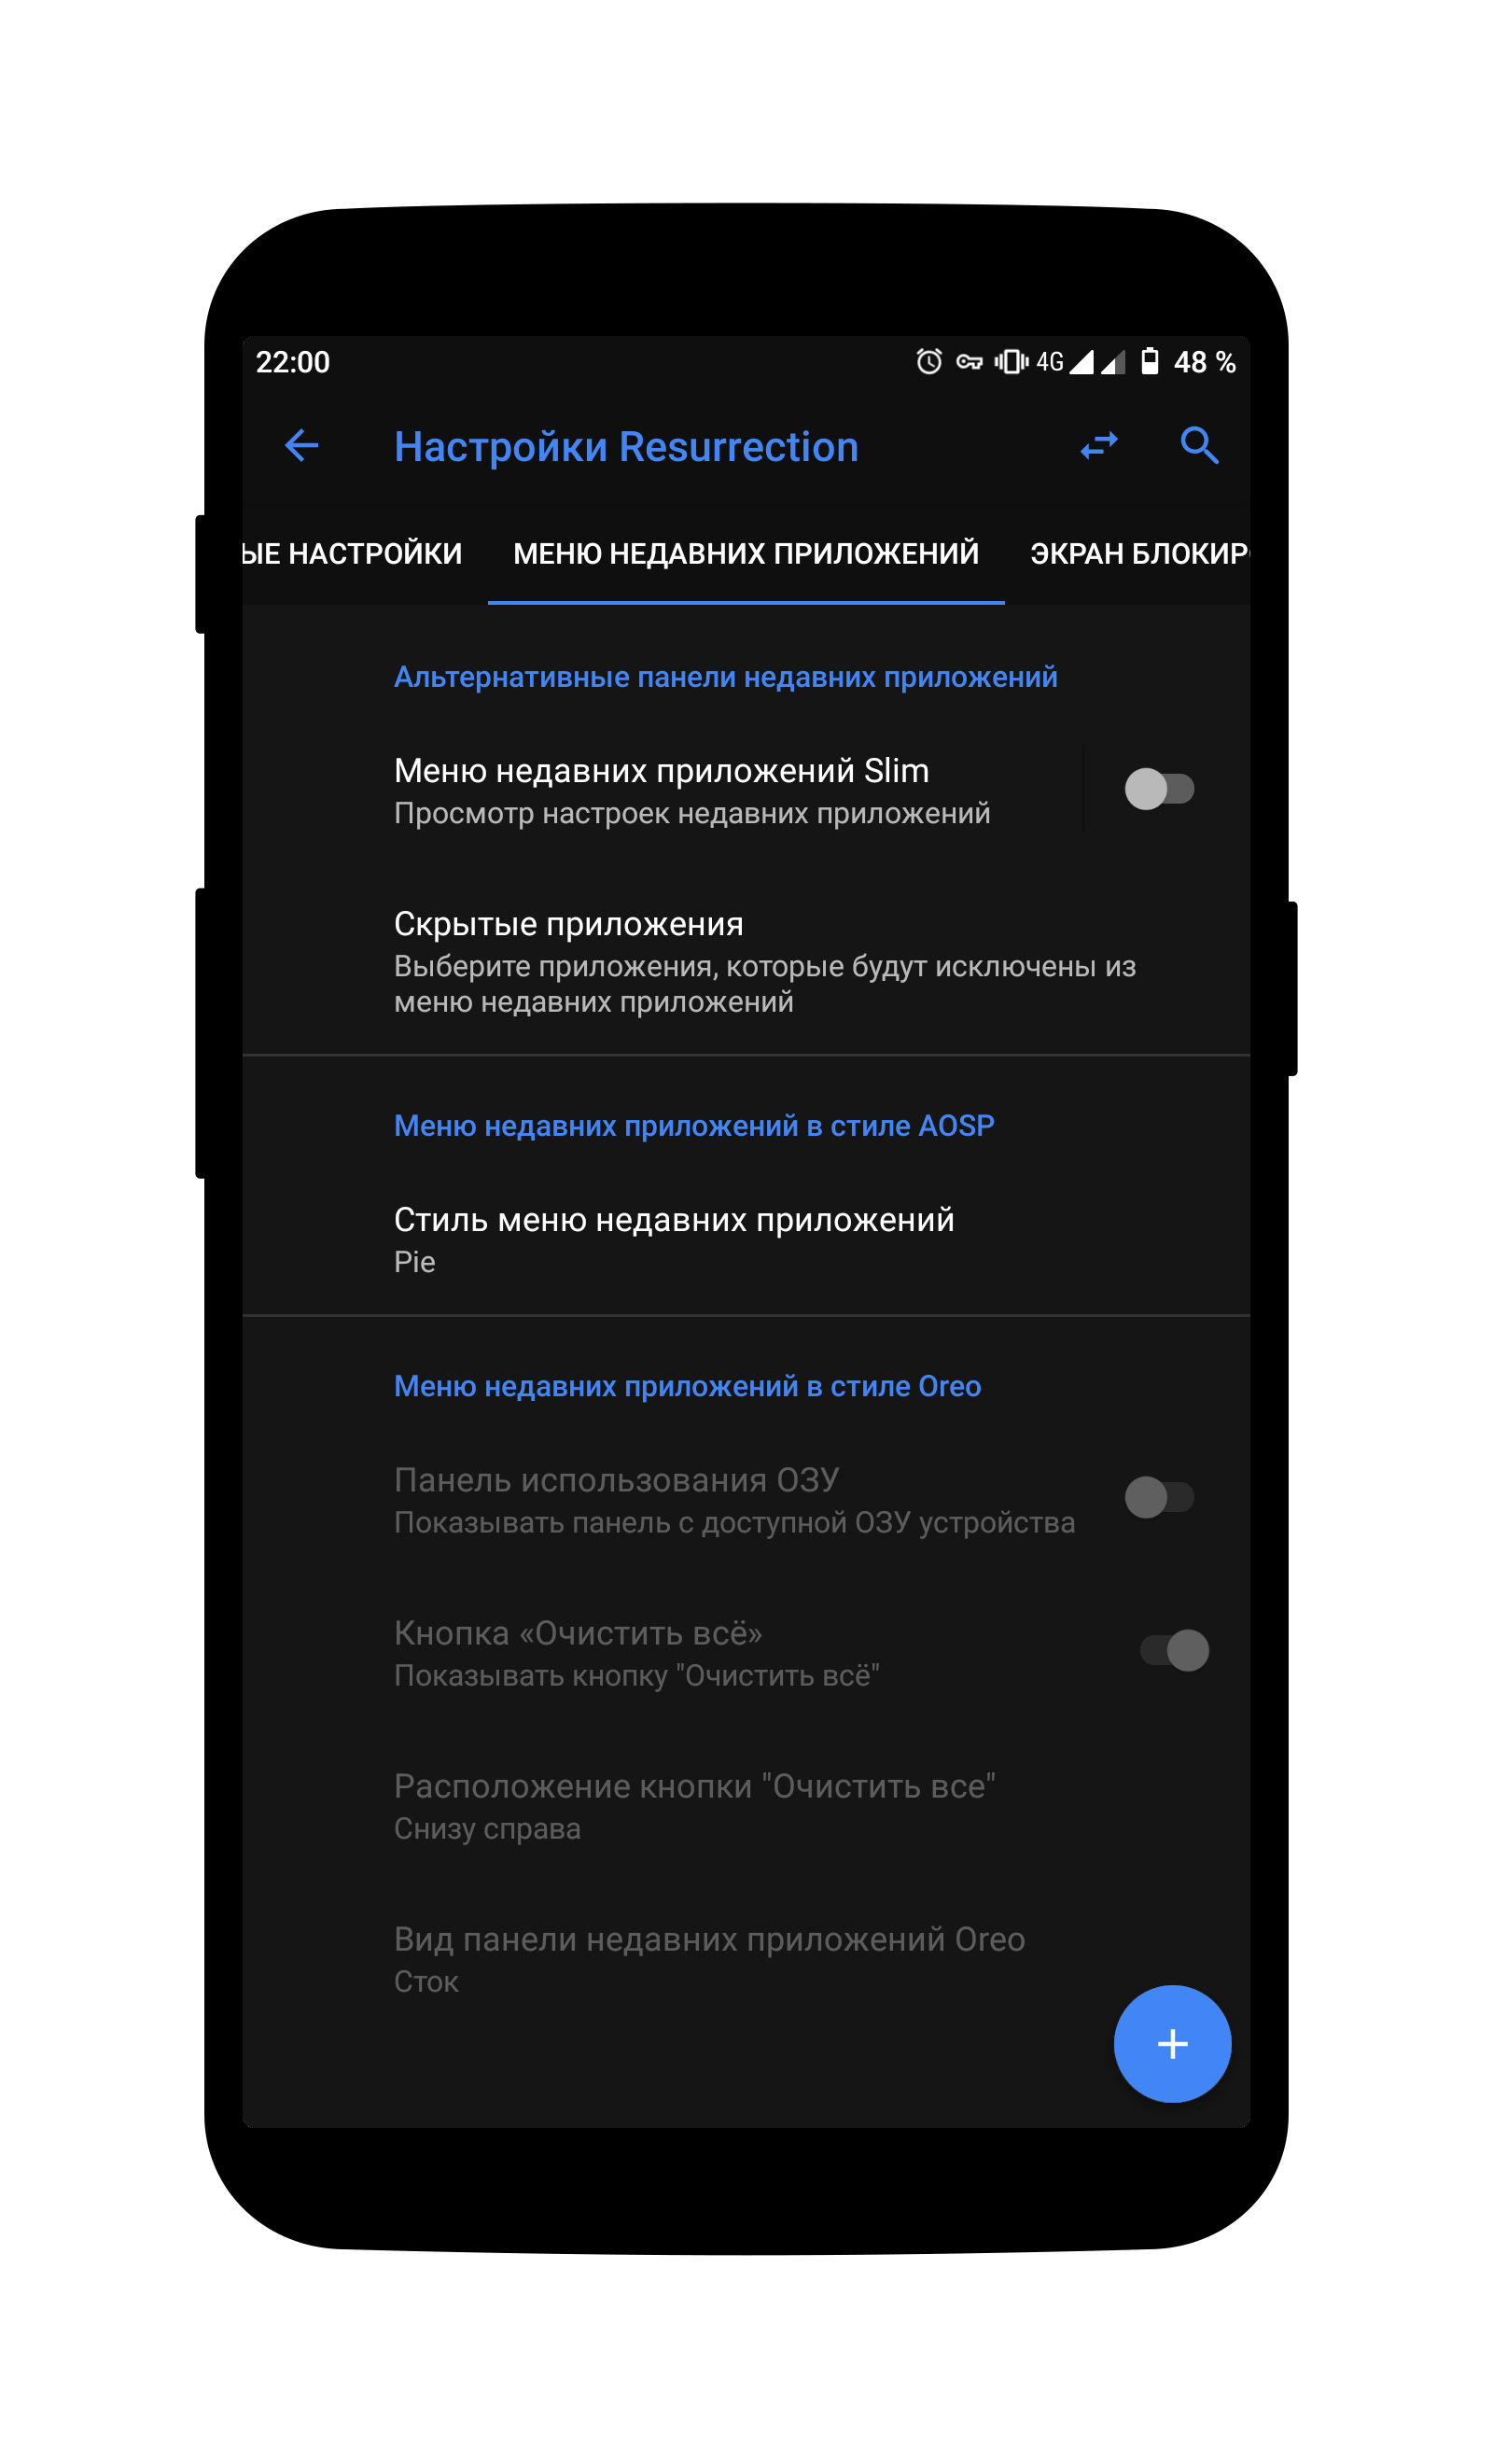 22:00 4G 48 %
Настройки Resurrection
ЫЕ НАСТРОЙКИ МЕНЮ НЕДАВНИХ ПРИЛОЖЕНИЙ ЭКРАН БЛОКИР
Альтернативные панели недавних приложений
Меню недавних приложений Slim
Просмотр настроек недавних приложений
Скрытые приложения
Выберите приложения, которые будут исключены из
меню недавних приложений
Меню недавних приложений в стиле AOSP
Стиль меню недавних приложений
Pie
Меню недавних приложений в стиле Oreo
Панель использования ОЗУ
Показывать панель с доступной ОЗУ устройства
Кнопка «Очистить всё»
Показывать кнопку "Очистить всё"
Расположение кнопки "Очистить все"
Снизу справа
Вид панели недавних приложений Oreo
Сток